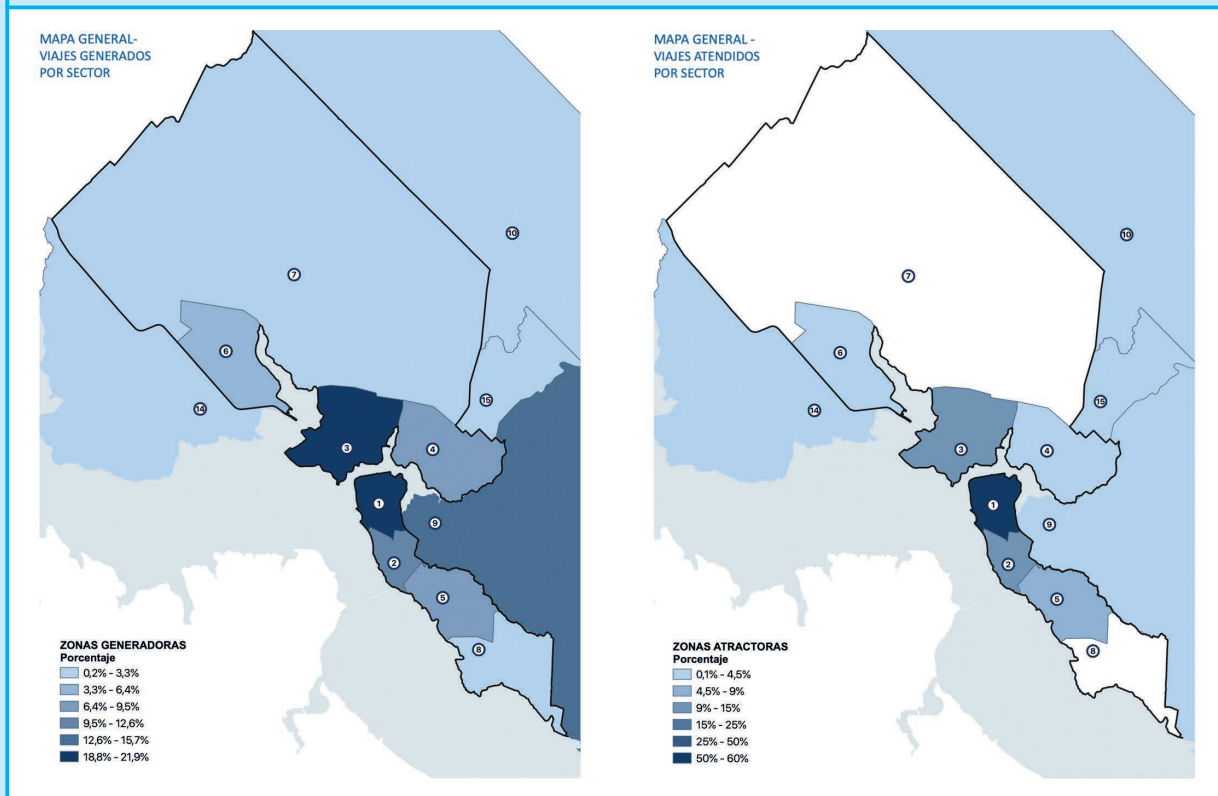 MAPA GENERAL-
VIAJES GENERADOS
POR SECTOR
10
7
6
14
15
3
4
1
9
2
5
8
ZONAS GENERADORAS
Porcentaje
0,2% - 3,3%
3,3% - 6,4%
6,4% - 9,5%
9,5% - 12,6%
12,6% - 15,7%
18,8% - 21,9%
MAPA GENERAL -
VIAJES ATENDIDOS
POR SECTOR
10
7
6
14
15
3
4
1
9
2
5
8
ZONAS ATRACTORAS
Porcentaje
0,1% - 4,5%
4,5% - 9%
9% - 15%
15% - 25%
25% - 50%
50% - 60%